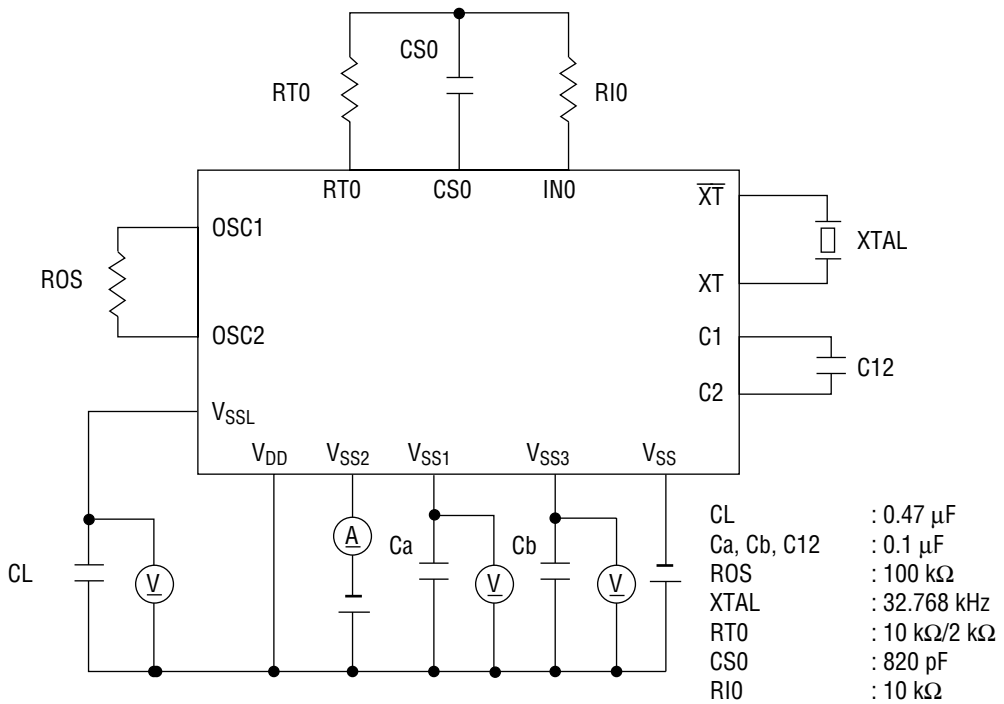 CS0
RT0
RI0
RT0 CS0 IN0
XT
XTAL
XT
OSC1
ROS
OSC2
C1
C12
C2
VSSL
VDD VSS2 VSS1 VSS3 VSS
A
Ca
Cb
CL
V
V
V
CL : 0.47 μF
Ca, Cb, C12 : 0.1 μF
ROS : 100 kΩ
XTAL : 32.768 kHz
RT0 : 10 kΩ/2 kΩ
CS0 : 820 pF
RI0 : 10 kΩ